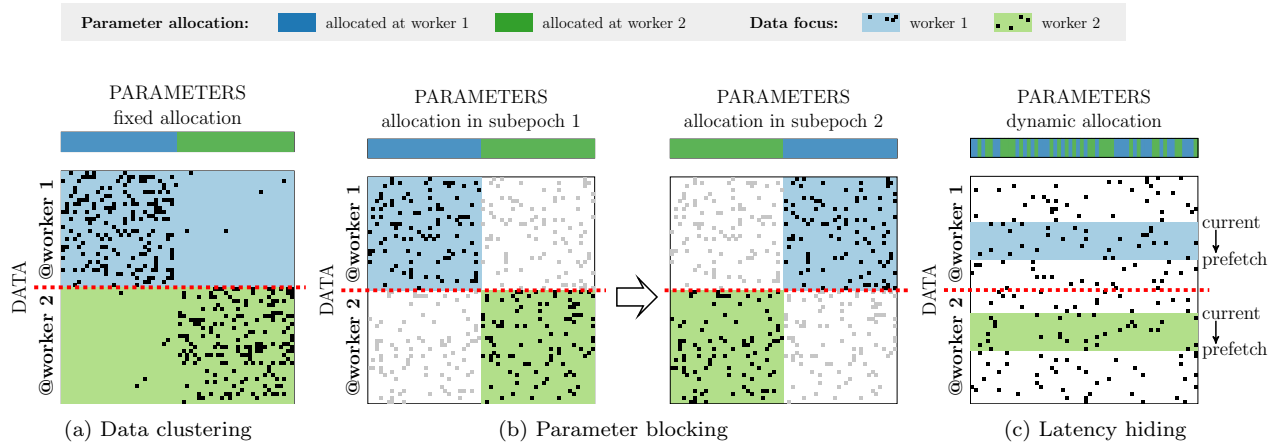 Parameter allocation: allocated at worker 1 allocated at worker 2 Data focus: worker 1 worker 2
PARAMETERS
fixed allocation
DATA
@worker 1
@worker 2
(a) Data clustering
PARAMETERS
allocation in subepoch 1
PARAMETERS
allocation in subepoch 2
DATA
@worker 1
@worker 2
(b) Parameter blocking
PARAMETERS
dynamic allocation
DATA
@worker 1
@worker 2
current
prefetch
current
prefetch
(c) Latency hiding